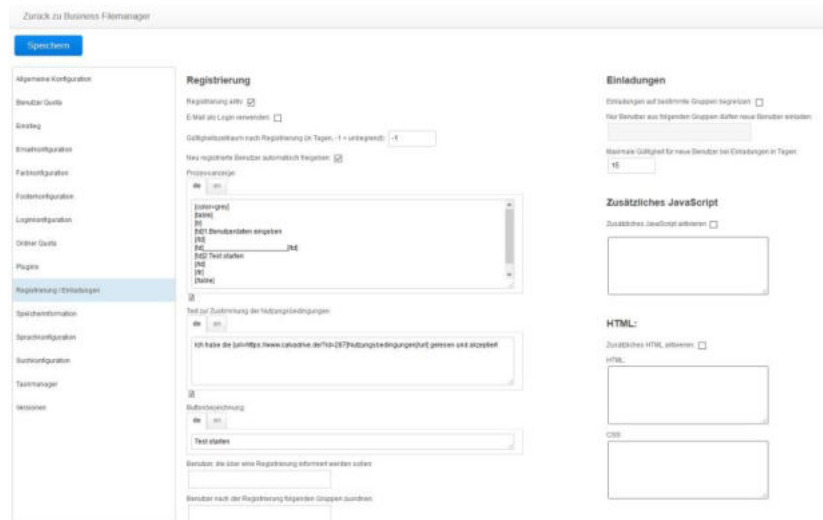 Zurück zu Business Filemanager
Speichern
Allgemeine Konfiguration
Benutzer Quota
Einstieg
Emailkonfiguration
Farbkonfiguration
Footerkonfiguration
Loginkonfiguration
Ordner Quota
Plugins
Registrierung / Einladungen
Speicherinformation
Sprachkonfiguration
Suchkonfiguration
Taskmanager
Versionen
Registrierung
Registrierung aktiv:
E-Mail als Login verwenden:
Gültigkeitszeitraum nach Registrierung (in Tagen, -1 = unbegrenzt): -1
Neu registrierte Benutzer automatisch freigeben:
Prozessanzeige:
de en
[color=grey]
[table]
[tr]
[td]1.Benutzerdaten eingeben
[/td]
[td]____________________[/td]
[td]2.Test starten
[/td]
[/tr]
[/table]
Text zur Zustimmung der Nutzungsbedingungen:
de en
Ich habe die [url=https://www.calvadrive.de/?id=287]Nutzungsbedingungen[/url] gelesen und akzeptiert
Buttonbezeichnung:
de en
Test starten
Benutzer, die über eine Registrierung informiert werden sollen:
Benutzer nach der Registrierung folgenden Gruppen zuordnen:
Einladungen
Einladungen auf bestimmte Gruppen begrenzen:
Nur Benutzer aus folgenden Gruppen dürfen neue Benutzer einladen:
Maximale Gültigkeit für neue Benutzer bei Einladungen in Tagen:
15
Zusätzliches JavaScript
Zusätzliches JavaScript aktivieren:
HTML:
Zusätzliches HTML aktivieren:
HTML:
CSS: